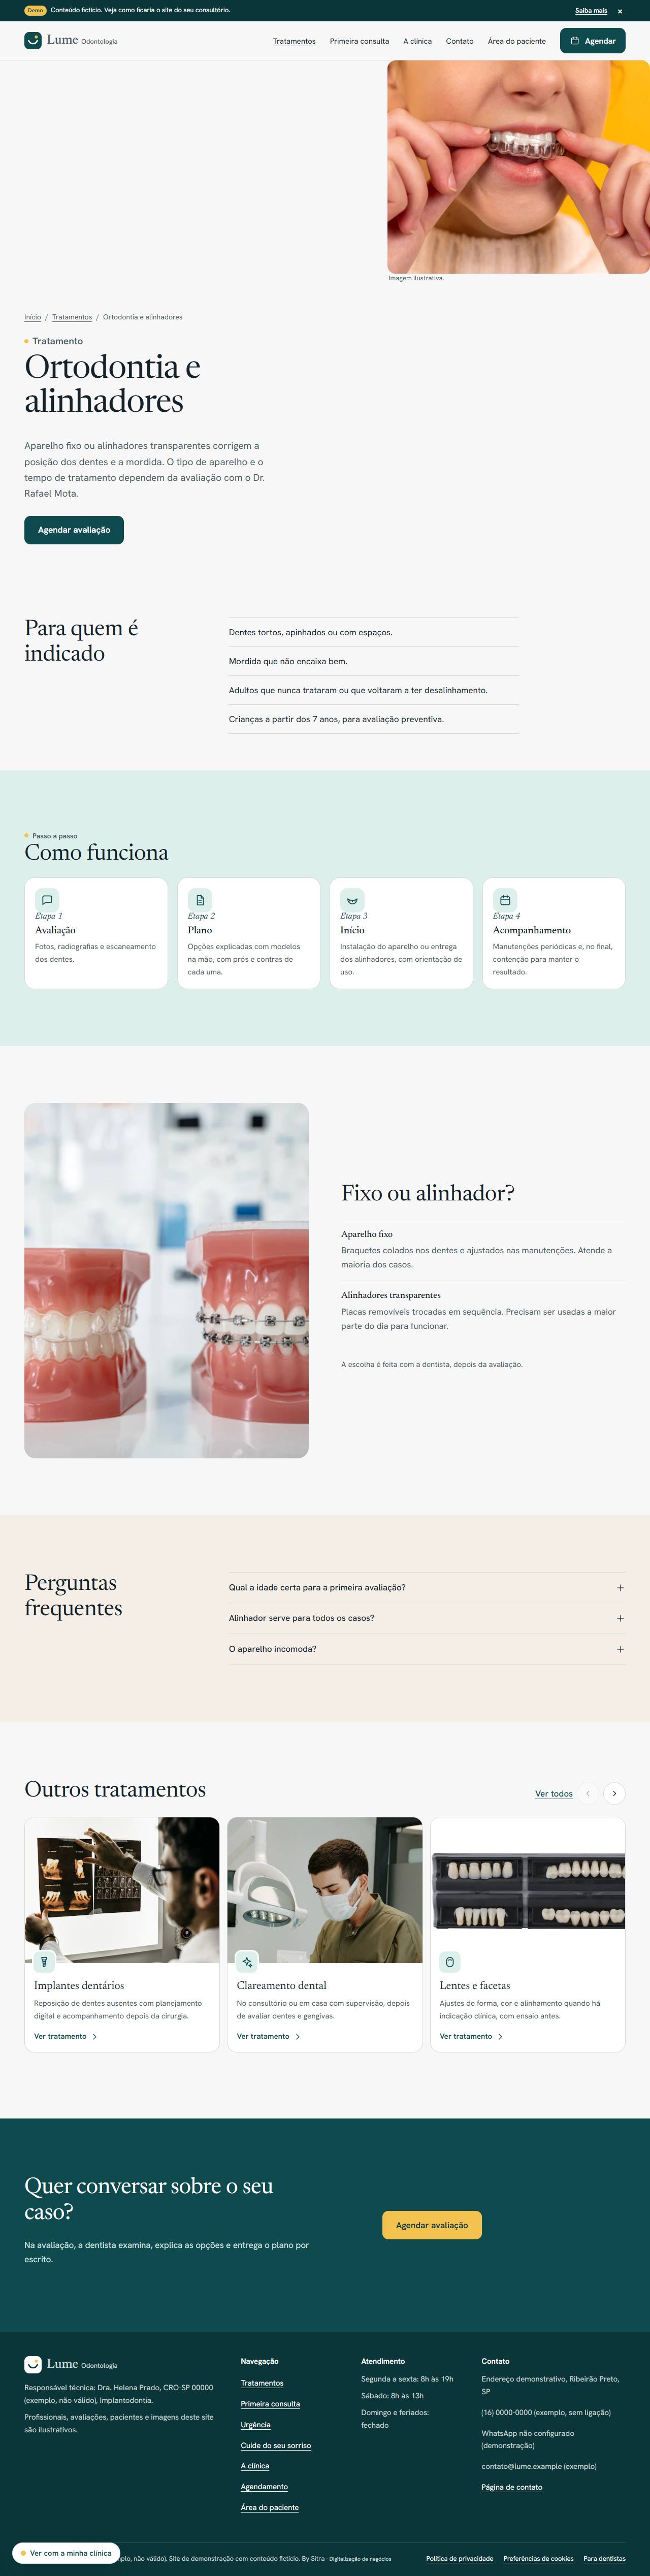 Demo Conteúdo fictício. Veja como ficaria o site do seu consultório. Saiba mais ×
Lume Odontologia Tratamentos Primeira consulta A clínica Contato Área do paciente Agendar
Imagem ilustrativa.
Início / Tratamentos / Ortodontia e alinhadores
Tratamento
Ortodontia e
alinhadores
Aparelho fixo ou alinhadores transparentes corrigem a
posição dos dentes e a mordida. O tipo de aparelho e o
tempo de tratamento dependem da avaliação com o Dr.
Rafael Mota.
Agendar avaliação
Para quem é
indicado
Dentes tortos, apinhados ou com espaços.
Mordida que não encaixa bem.
Adultos que nunca trataram ou que voltaram a ter desalinhamento.
Crianças a partir dos 7 anos, para avaliação preventiva.
Passo a passo
Como funciona
Etapa 1
Avaliação
Fotos, radiografias e escaneamento
dos dentes.
Etapa 2
Plano
Opções explicadas com modelos
na mão, com prós e contras de
cada uma.
Etapa 3
Início
Instalação do aparelho ou entrega
dos alinhadores, com orientação de
uso.
Etapa 4
Acompanhamento
Manutenções periódicas e, no final,
contenção para manter o
resultado.
Fixo ou alinhador?
Aparelho fixo
Braquetes colados nos dentes e ajustados nas manutenções. Atende a
maioria dos casos.
Alinhadores transparentes
Placas removíveis trocadas em sequência. Precisam ser usadas a maior
parte do dia para funcionar.
A escolha é feita com a dentista, depois da avaliação.
Perguntas
frequentes
Qual a idade certa para a primeira avaliação?
Alinhador serve para todos os casos?
O aparelho incomoda?
Outros tratamentos
Ver todos
Implantes dentários
Reposição de dentes ausentes com planejamento
digital e acompanhamento depois da cirurgia.
Ver tratamento
Clareamento dental
No consultório ou em casa com supervisão, depois
de avaliar dentes e gengivas.
Ver tratamento
Lentes e facetas
Ajustes de forma, cor e alinhamento quando há
indicação clínica, com ensaio antes.
Ver tratamento
Quer conversar sobre o seu
caso?
Na avaliação, a dentista examina, explica as opções e entrega o plano por
escrito.
Agendar avaliação
Lume Odontologia
Responsável técnica: Dra. Helena Prado, CRO-SP 00000
(exemplo, não válido), Implantodontia.
Profissionais, avaliações, pacientes e imagens deste site
são ilustrativos.
Navegação
Tratamentos
Primeira consulta
Urgência
Cuide do seu sorriso
A clínica
Agendamento
Área do paciente
Atendimento
Segunda a sexta: 8h às 19h
Sábado: 8h às 13h
Domingo e feriados:
fechado
Contato
Endereço demonstrativo, Ribeirão Preto,
SP
(16) 0000-0000 (exemplo, sem ligação)
WhatsApp não configurado
(demonstração)
contato@lume.example (exemplo)
Página de contato
Ver com a minha clínica
não válido). Site de demonstração com conteúdo fictício. By Sitra · Digitalização de negócios
Política de privacidade Preferências de cookies Para dentistas